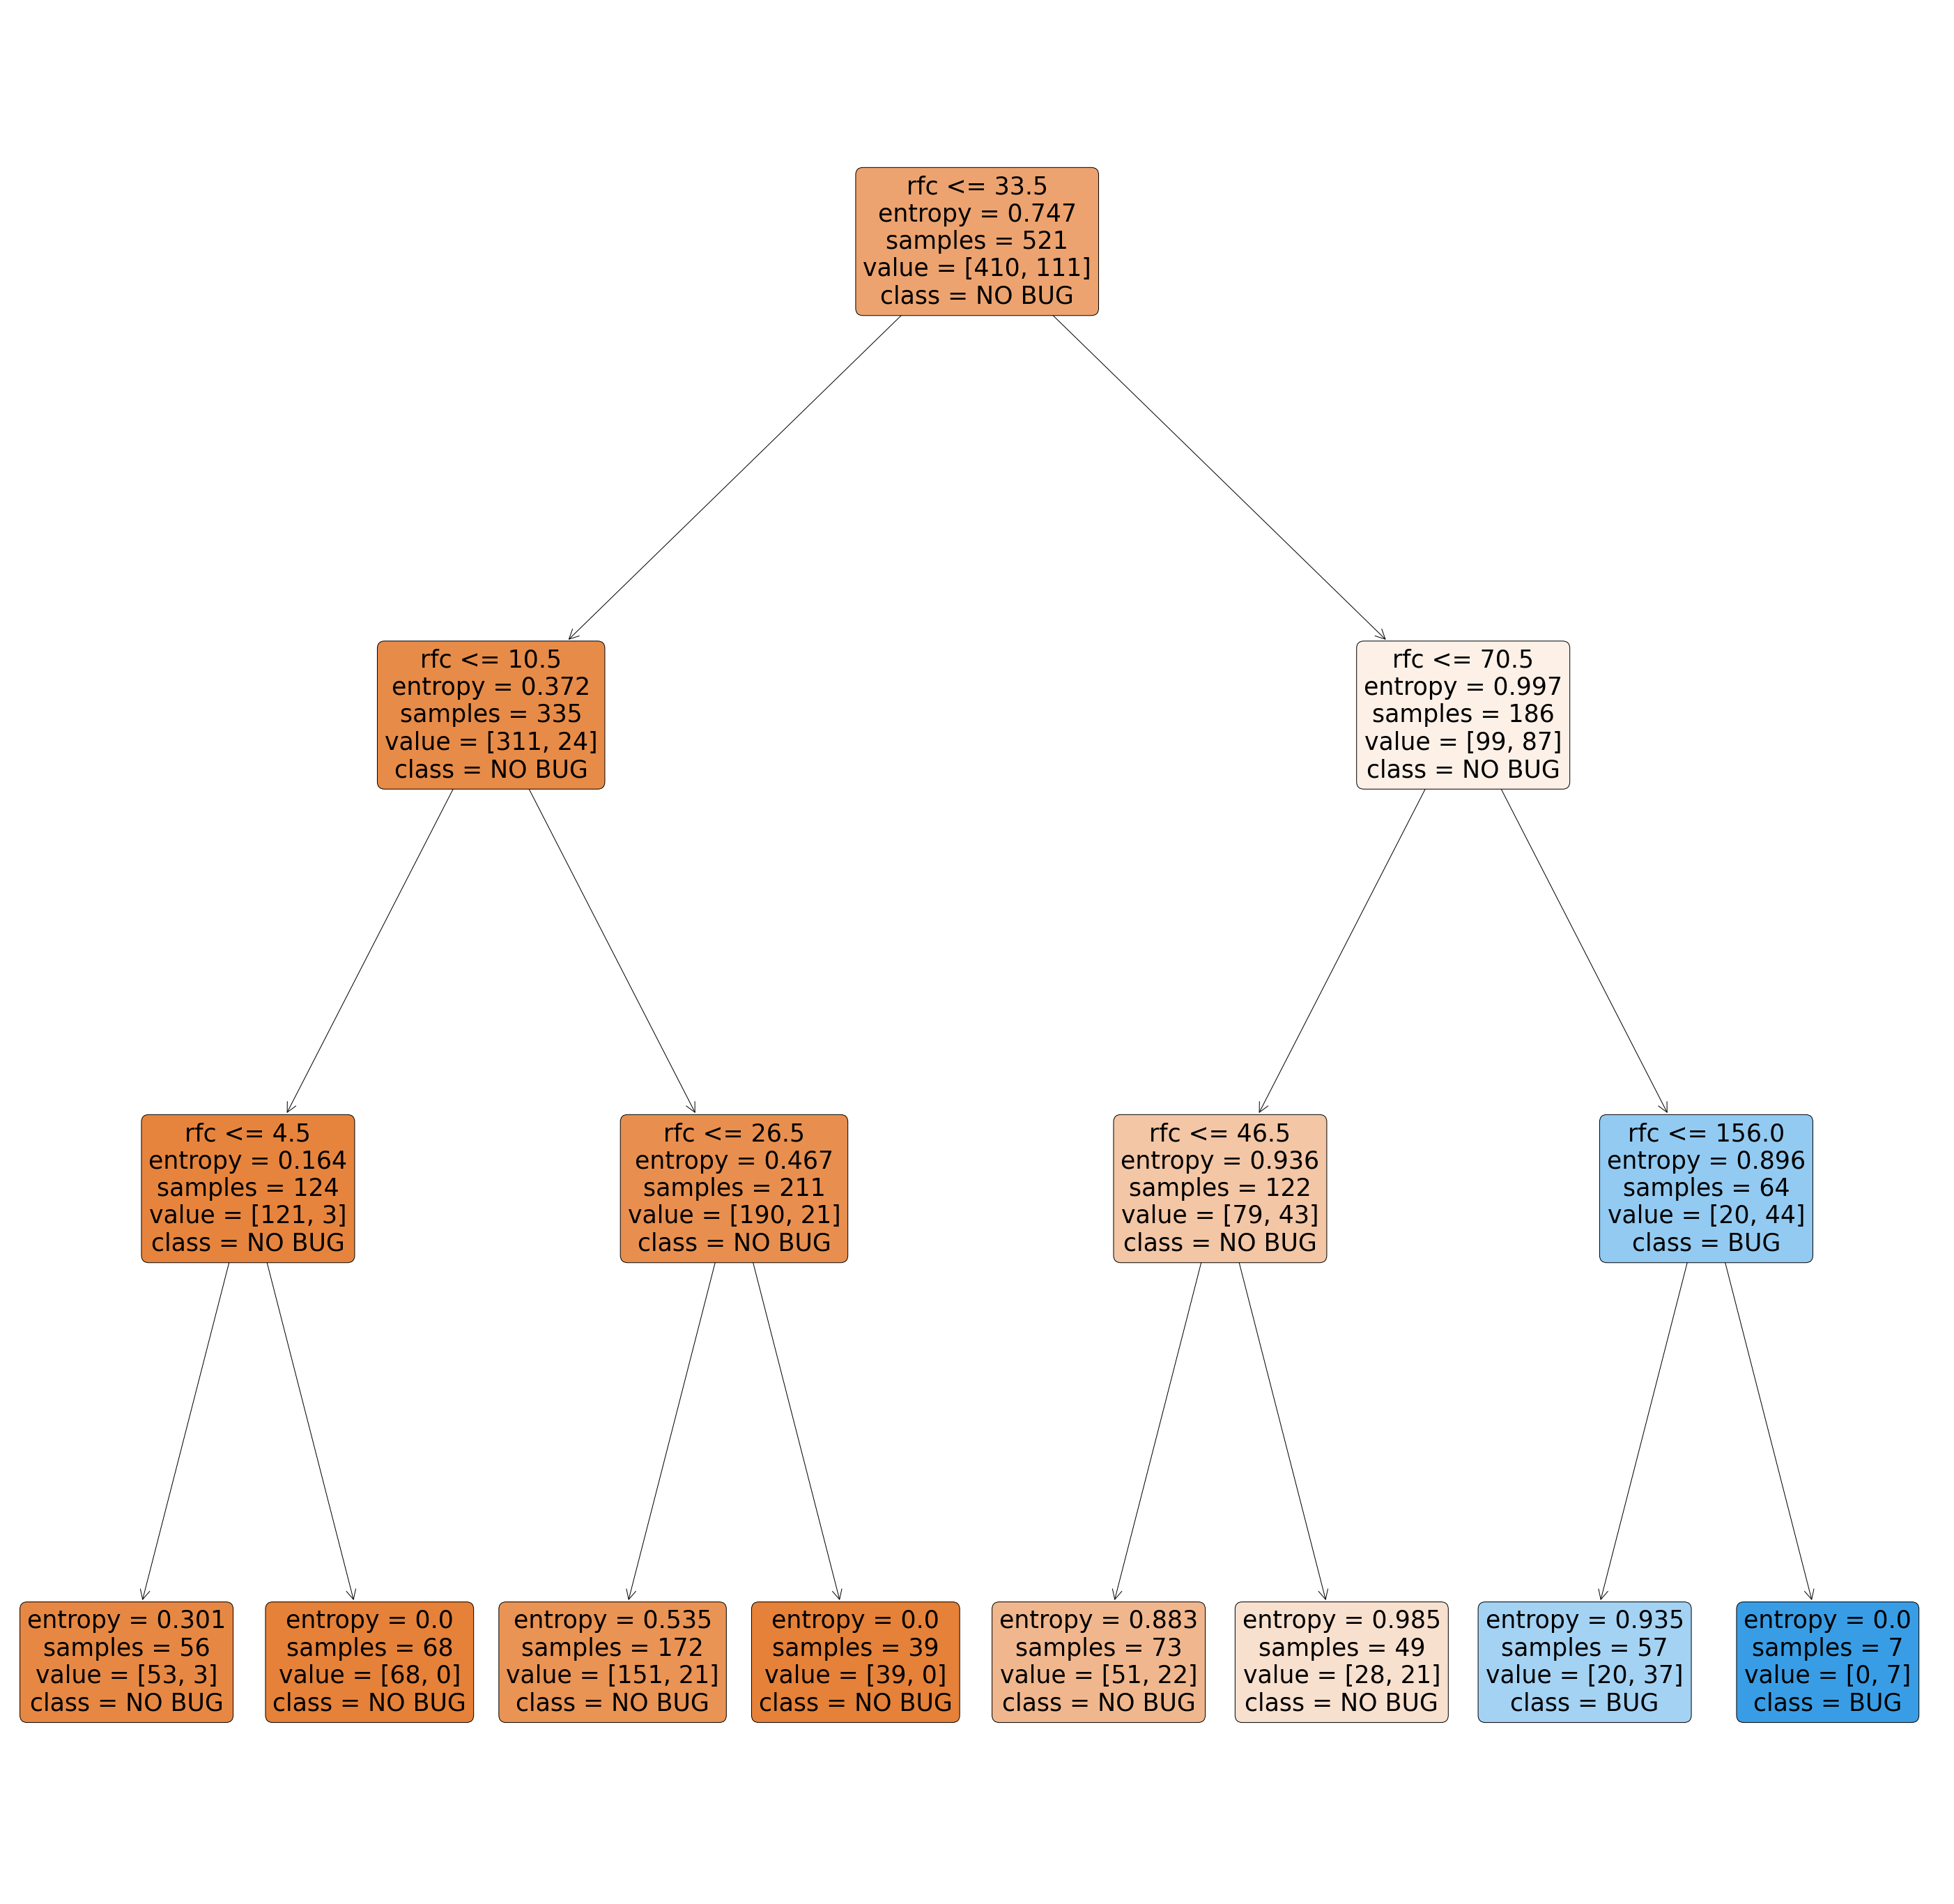 rfc <= 33.5
entropy = 0.747
samples = 521
value = [410, 111]
class = NO BUG
rfc <= 10.5
entropy = 0.372
samples = 335
value = [311, 24]
class = NO BUG
rfc <= 70.5
entropy = 0.997
samples = 186
value = [99, 87]
class = NO BUG
rfc <= 4.5
entropy = 0.164
samples = 124
value = [121, 3]
class = NO BUG
rfc <= 26.5
entropy = 0.467
samples = 211
value = [190, 21]
class = NO BUG
rfc <= 46.5
entropy = 0.936
samples = 122
value = [79, 43]
class = NO BUG
rfc <= 156.0
entropy = 0.896
samples = 64
value = [20, 44]
class = BUG
entropy = 0.301
samples = 56
value = [53, 3]
class = NO BUG
entropy = 0.0
samples = 68
value = [68, 0]
class = NO BUG
entropy = 0.535
samples = 172
value = [151, 21]
class = NO BUG
entropy = 0.0
samples = 39
value = [39, 0]
class = NO BUG
entropy = 0.883
samples = 73
value = [51, 22]
class = NO BUG
entropy = 0.985
samples = 49
value = [28, 21]
class = NO BUG
entropy = 0.935
samples = 57
value = [20, 37]
class = BUG
entropy = 0.0
samples = 7
value = [0, 7]
class = BUG